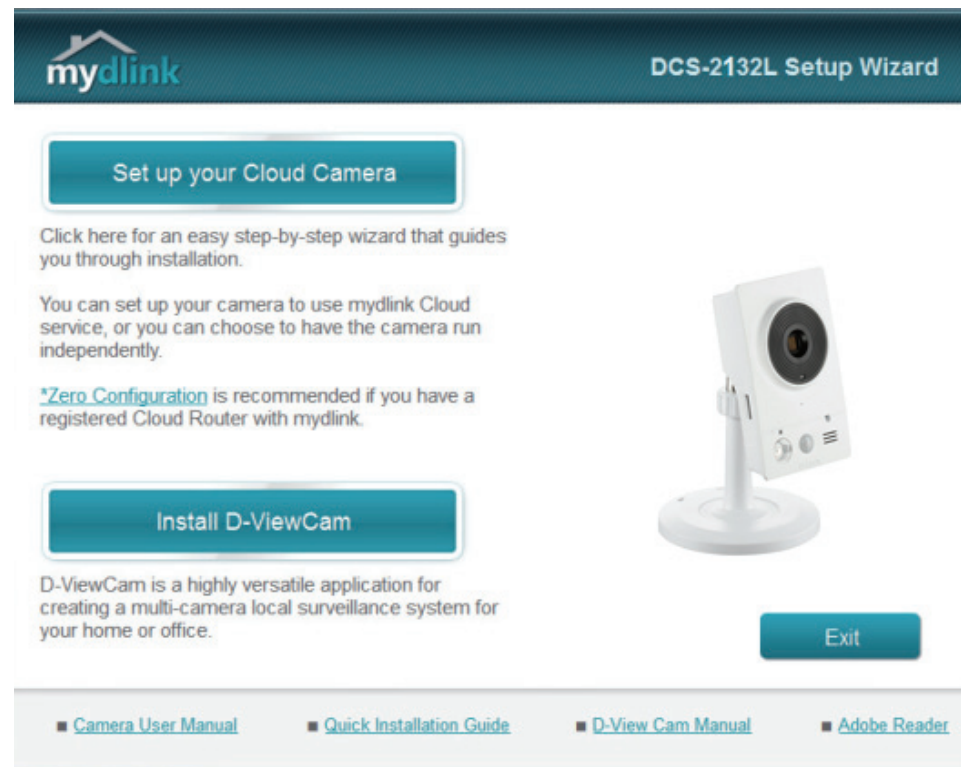 mydlink
DCS-2132L Setup Wizard
Set up your Cloud Camera
Click here for an easy step-by-step wizard that guides
you through installation.
You can set up your camera to use mydlink Cloud
service, or you can choose to have the camera run
independently.
*Zero Configuration is recommended if you have a
registered Cloud Router with mydlink.
Install D-ViewCam
D-ViewCam is a highly versatile application for
creating a multi-camera local surveillance system for
your home or office.
Exit
Camera User Manual
Quick Installation Guide
D-View Cam Manual
Adobe Reader